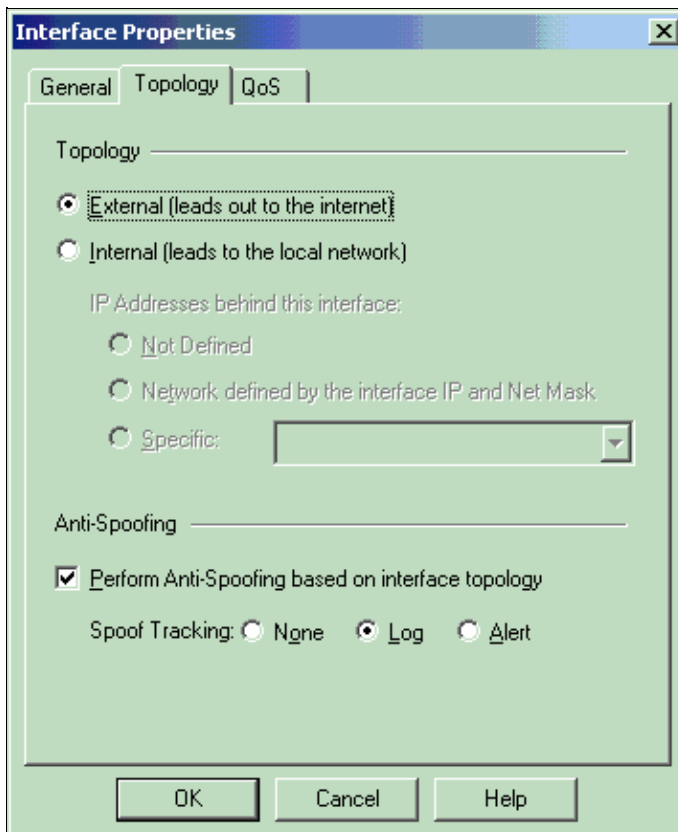 Interface Properties
General Topology QoS
Topology
External (leads out to the internet)
Internal (leads to the local network)
IP Addresses behind this interface:
Not Defined
Network defined by the interface IP and Net Mask
Specific:
Anti-Spoofing
Perform Anti-Spoofing based on interface topology
Spoof Tracking: None Log Alert
OK Cancel Help